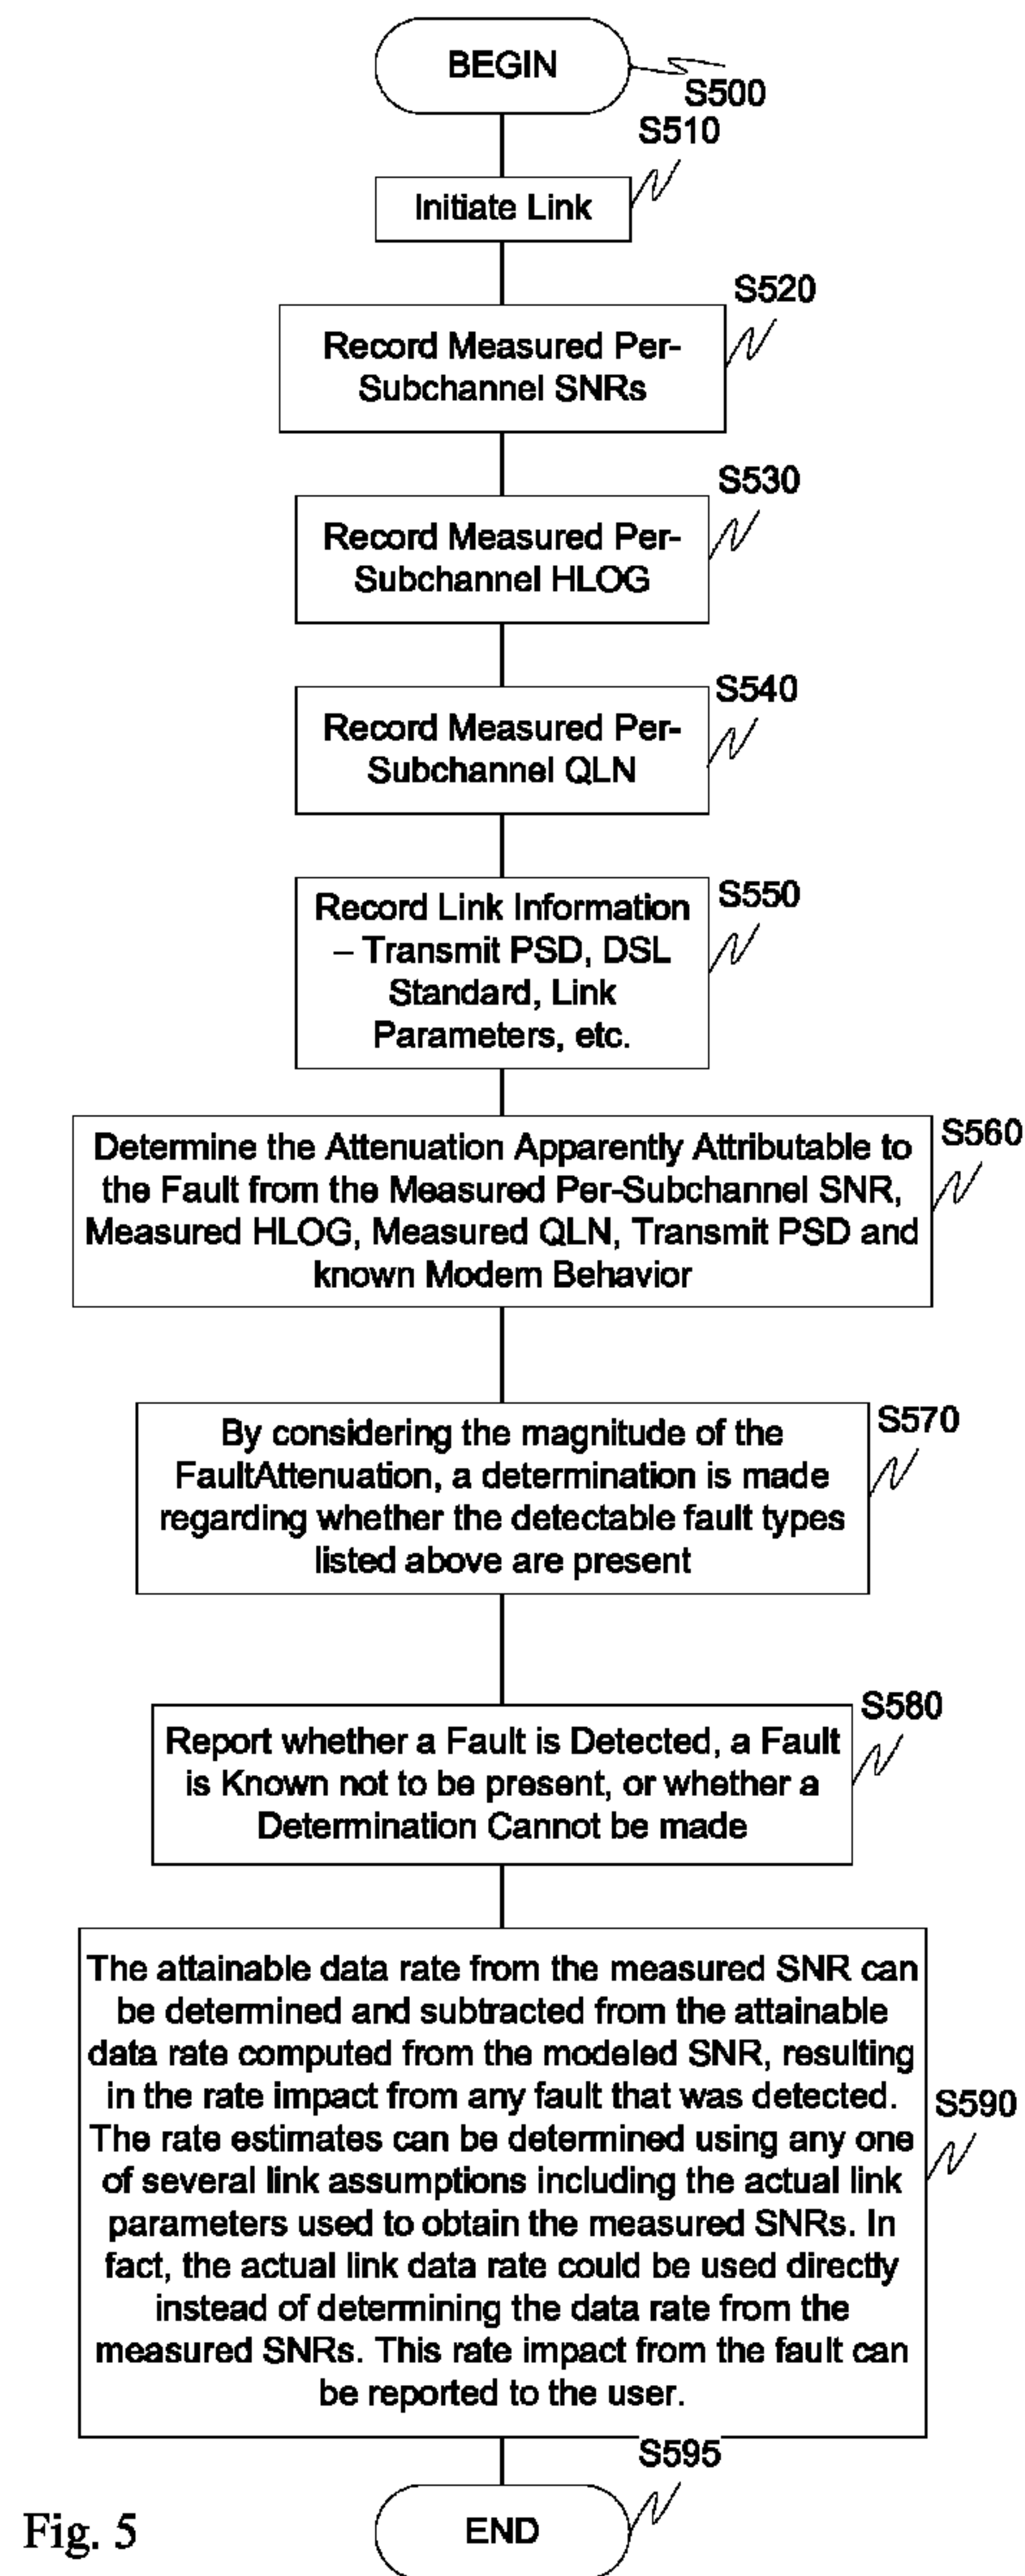 BEGIN
S500
S510
Initiate Link
S520
Record Measured Per-
Subchannel SNRs
S530
Record Measured Per-
Subchannel HLOG
S540
Record Measured Per-
Subchannel QLN
S550
Record Link Information
– Transmit PSD, DSL
Standard, Link
Parameters, etc.
S560
Determine the Attenuation Apparently Attributable to
the Fault from the Measured Per-Subchannel SNR,
Measured HLOG, Measured QLN, Transmit PSD and
known Modem Behavior
S570
By considering the magnitude of the
FaultAttenuation, a determination is made
regarding whether the detectable fault types
listed above are present
S580
Report whether a Fault is Detected, a Fault
is Known not to be present, or whether a
Determination Cannot be made
S590
The attainable data rate from the measured SNR can
be determined and subtracted from the attainable
data rate computed from the modeled SNR, resulting
in the rate impact from any fault that was detected.
The rate estimates can be determined using any one
of several link assumptions including the actual link
parameters used to obtain the measured SNRs. In
fact, the actual link data rate could be used directly
instead of determining the data rate from the
measured SNRs. This rate impact from the fault can
be reported to the user.
S595
END
Fig. 5